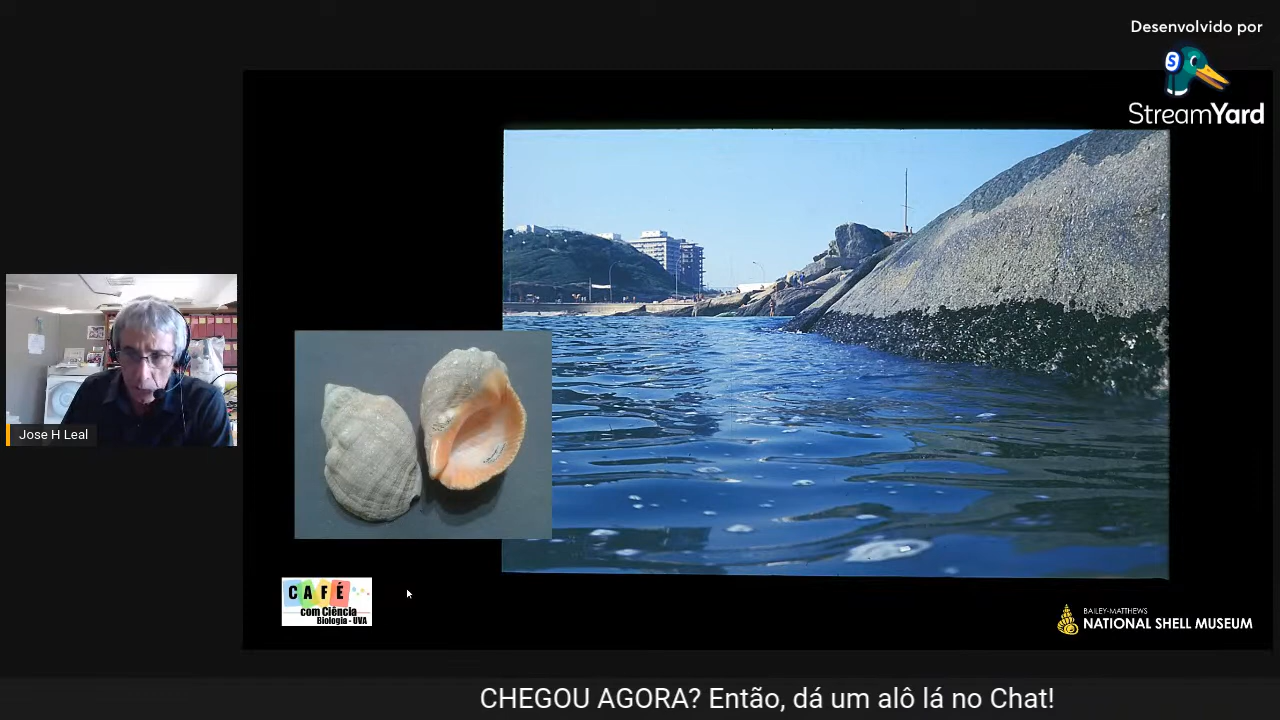 Desenvolvido por
StreamYard
Jose H Leal
CAFÉ
com Ciência
Biologia - UVA
BAILEY-MATTHEWS
NATIONAL SHELL MUSEUM
CHEGOU AGORA? Então, dá um alô lá no Chat!